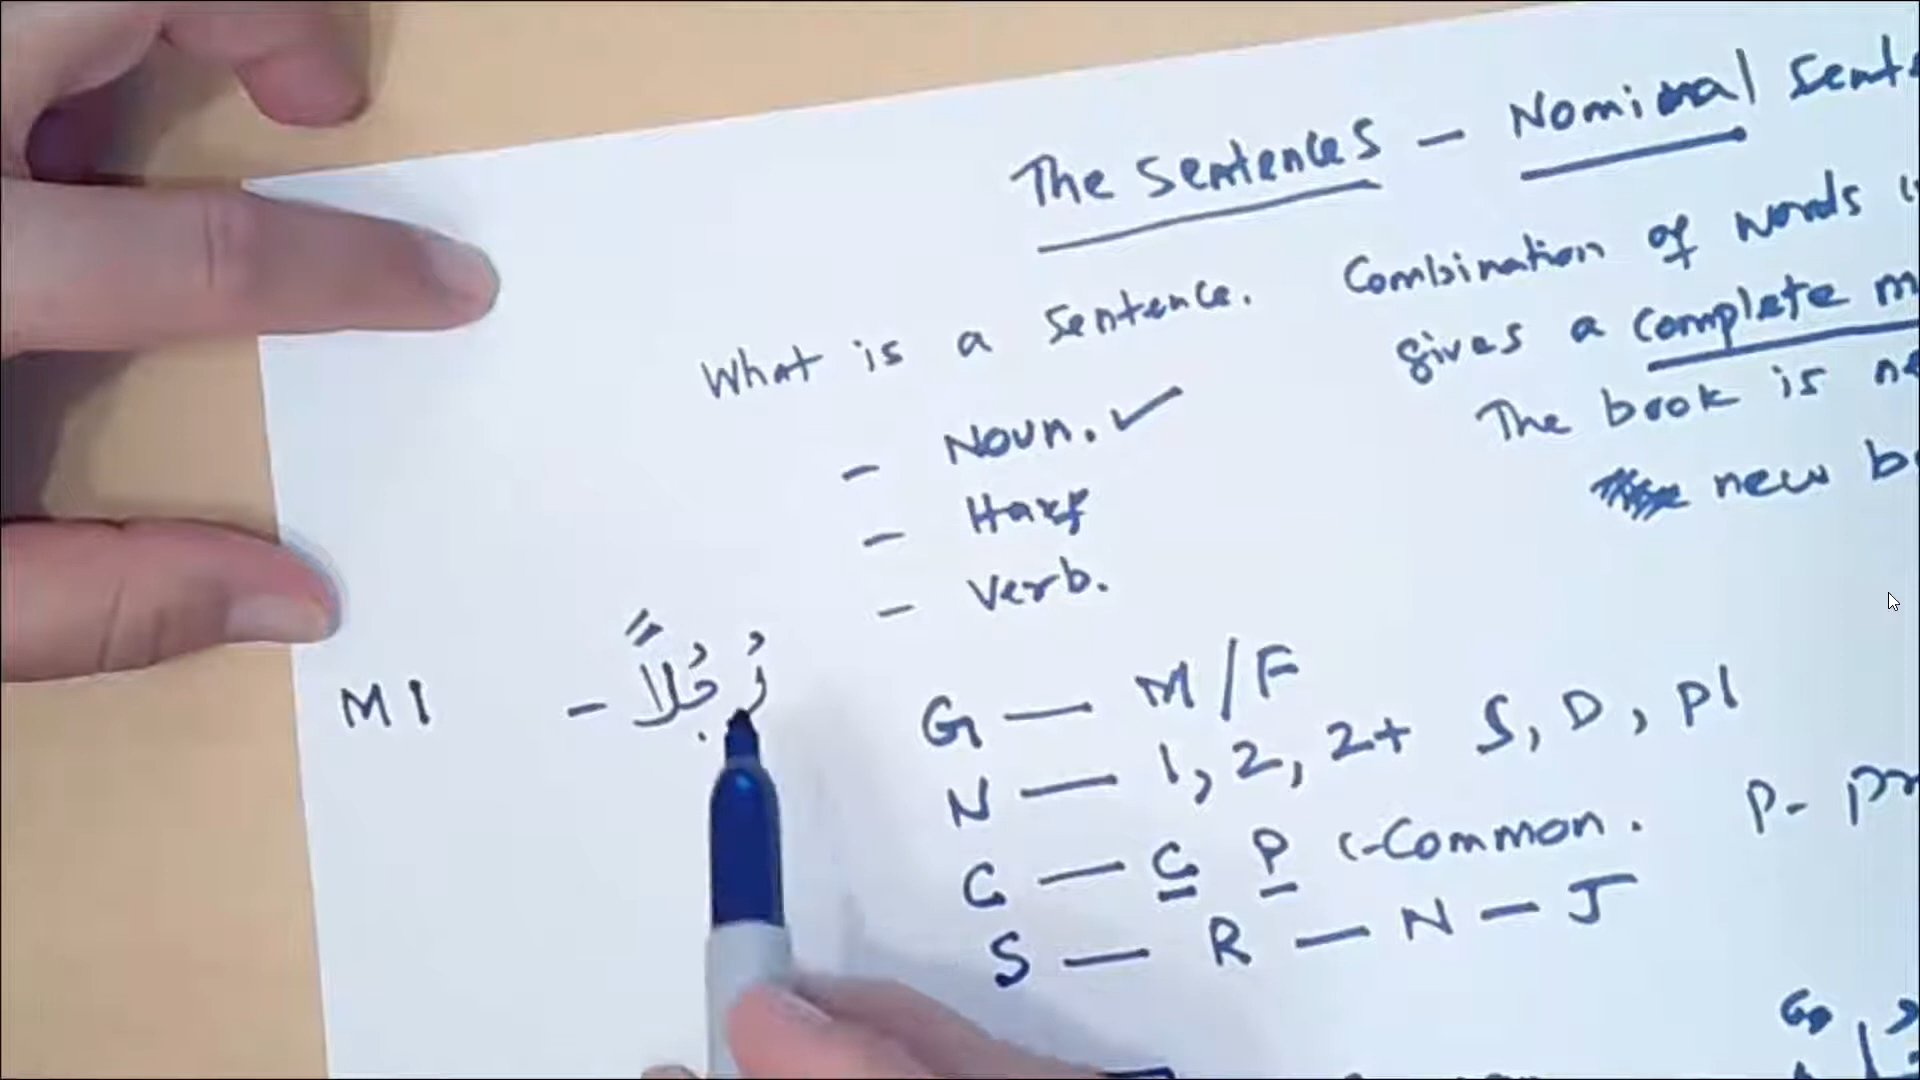 The Sentences — Nominal
What is a Sentence. Combination of words
gives a complete
The book is
- Noun. ✓
new
- Harf
- Verb.
M 1 - رُجُلاً
G — M/F
N — 1, 2, 2+ S, D, Pl
C — C P C-Common. P-
S — R — N — J